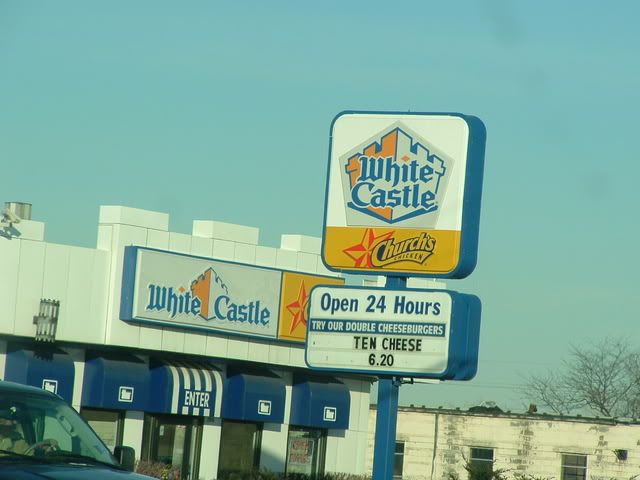 White
Castle
Church's
CHICKEN
Open 24 Hours
TRY OUR DOUBLE CHEESEBURGERS
TEN CHEESE
6.20
White Castle
ENTER